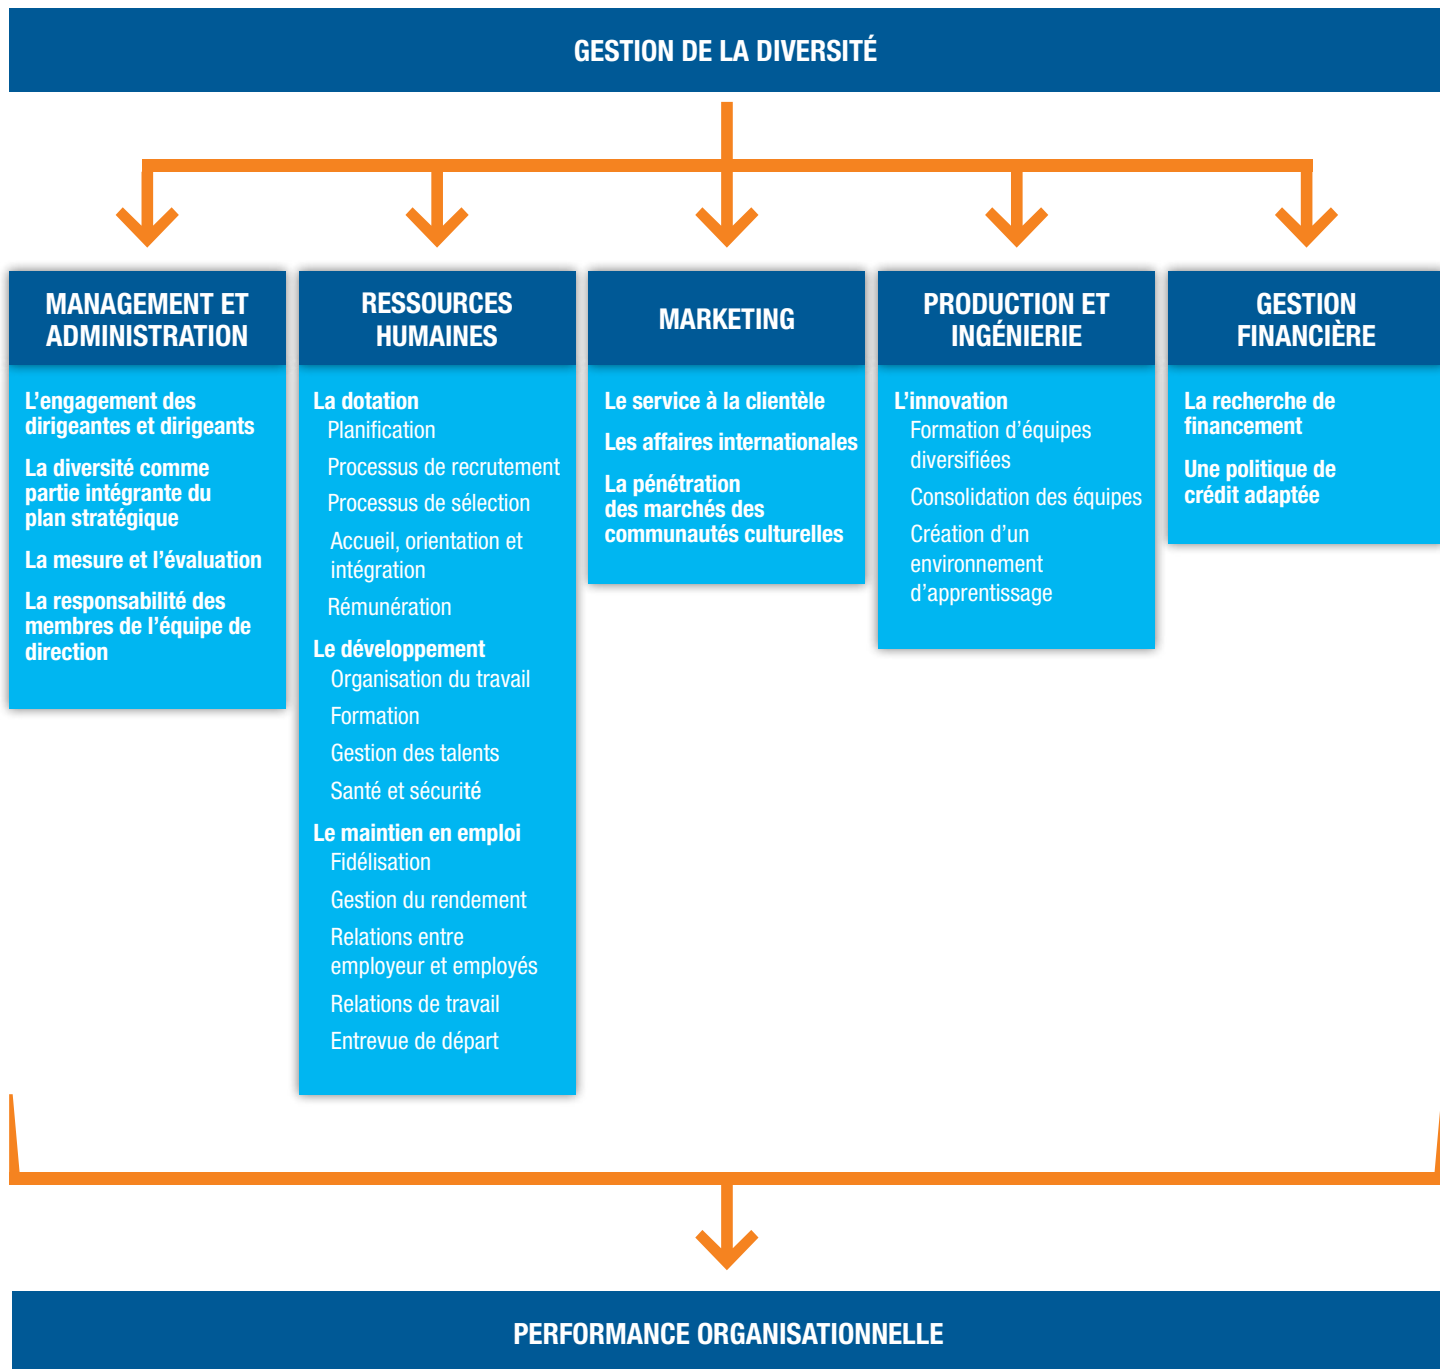 GESTION DE LA DIVERSITÉ
MANAGEMENT ET
ADMINISTRATION
L’engagement des
dirigeantes et dirigeants
La diversité comme
partie intégrante du
plan stratégique
La mesure et l’évaluation
La responsabilité des
membres de l’équipe de
direction
RESSOURCES
HUMAINES
La dotation
Planification
Processus de recrutement
Processus de sélection
Accueil, orientation et
intégration
Rémunération
Le développement
Organisation du travail
Formation
Gestion des talents
Santé et sécurité
Le maintien en emploi
Fidélisation
Gestion du rendement
Relations entre
employeur et employés
Relations de travail
Entrevue de départ
MARKETING
Le service à la clientèle
Les affaires internationales
La pénétration
des marchés des
communautés culturelles
PRODUCTION ET
INGÉNIERIE
L’innovation
Formation d’équipes
diversifiées
Consolidation des équipes
Création d’un
environnement
d’apprentissage
GESTION
FINANCIÈRE
La recherche de
financement
Une politique de
crédit adaptée
PERFORMANCE ORGANISATIONNELLE